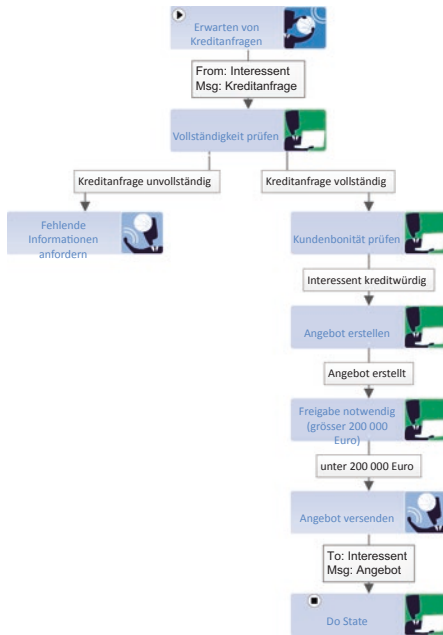 Erwarten von
Kreditanfragen
From: Interessent
Msg: Kreditanfrage
Vollständigkeit prüfen
Kreditanfrage unvollständig
Kreditanfrage vollständig
Fehlende
Informationen
anfordern
Kundenbonität prüfen
Interessent kreditwürdig
Angebot erstellen
Angebot erstellt
Freigabe notwendig
(grösser 200 000
Euro)
unter 200 000 Euro
Angebot versenden
To: Interessent
Msg: Angebot
Do State